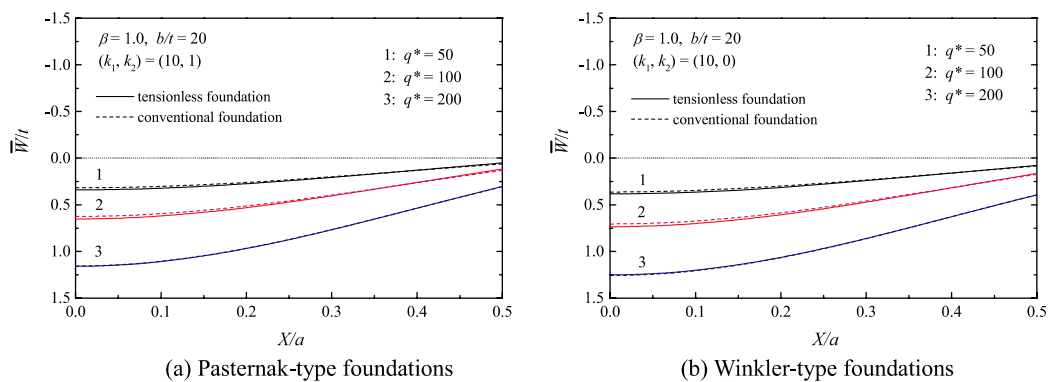 -1.5
-1.0
-0.5
0.0
0.5
1.0
1.5
W̿/t
β = 1.0, b/t = 20
(k₁, k₂) = (10, 1)
1: q* = 50
2: q* = 100
3: q* = 200
tensionless foundation
conventional foundation
1
2
3
0.0 0.1 0.2 0.3 0.4 0.5
X/a
(a) Pasternak-type foundations
-1.5
-1.0
-0.5
0.0
0.5
1.0
1.5
W̿/t
β = 1.0, b/t = 20
(k₁, k₂) = (10, 0)
1: q* = 50
2: q* = 100
3: q* = 200
tensionless foundation
conventional foundation
1
2
3
0.0 0.1 0.2 0.3 0.4 0.5
X/a
(b) Winkler-type foundations